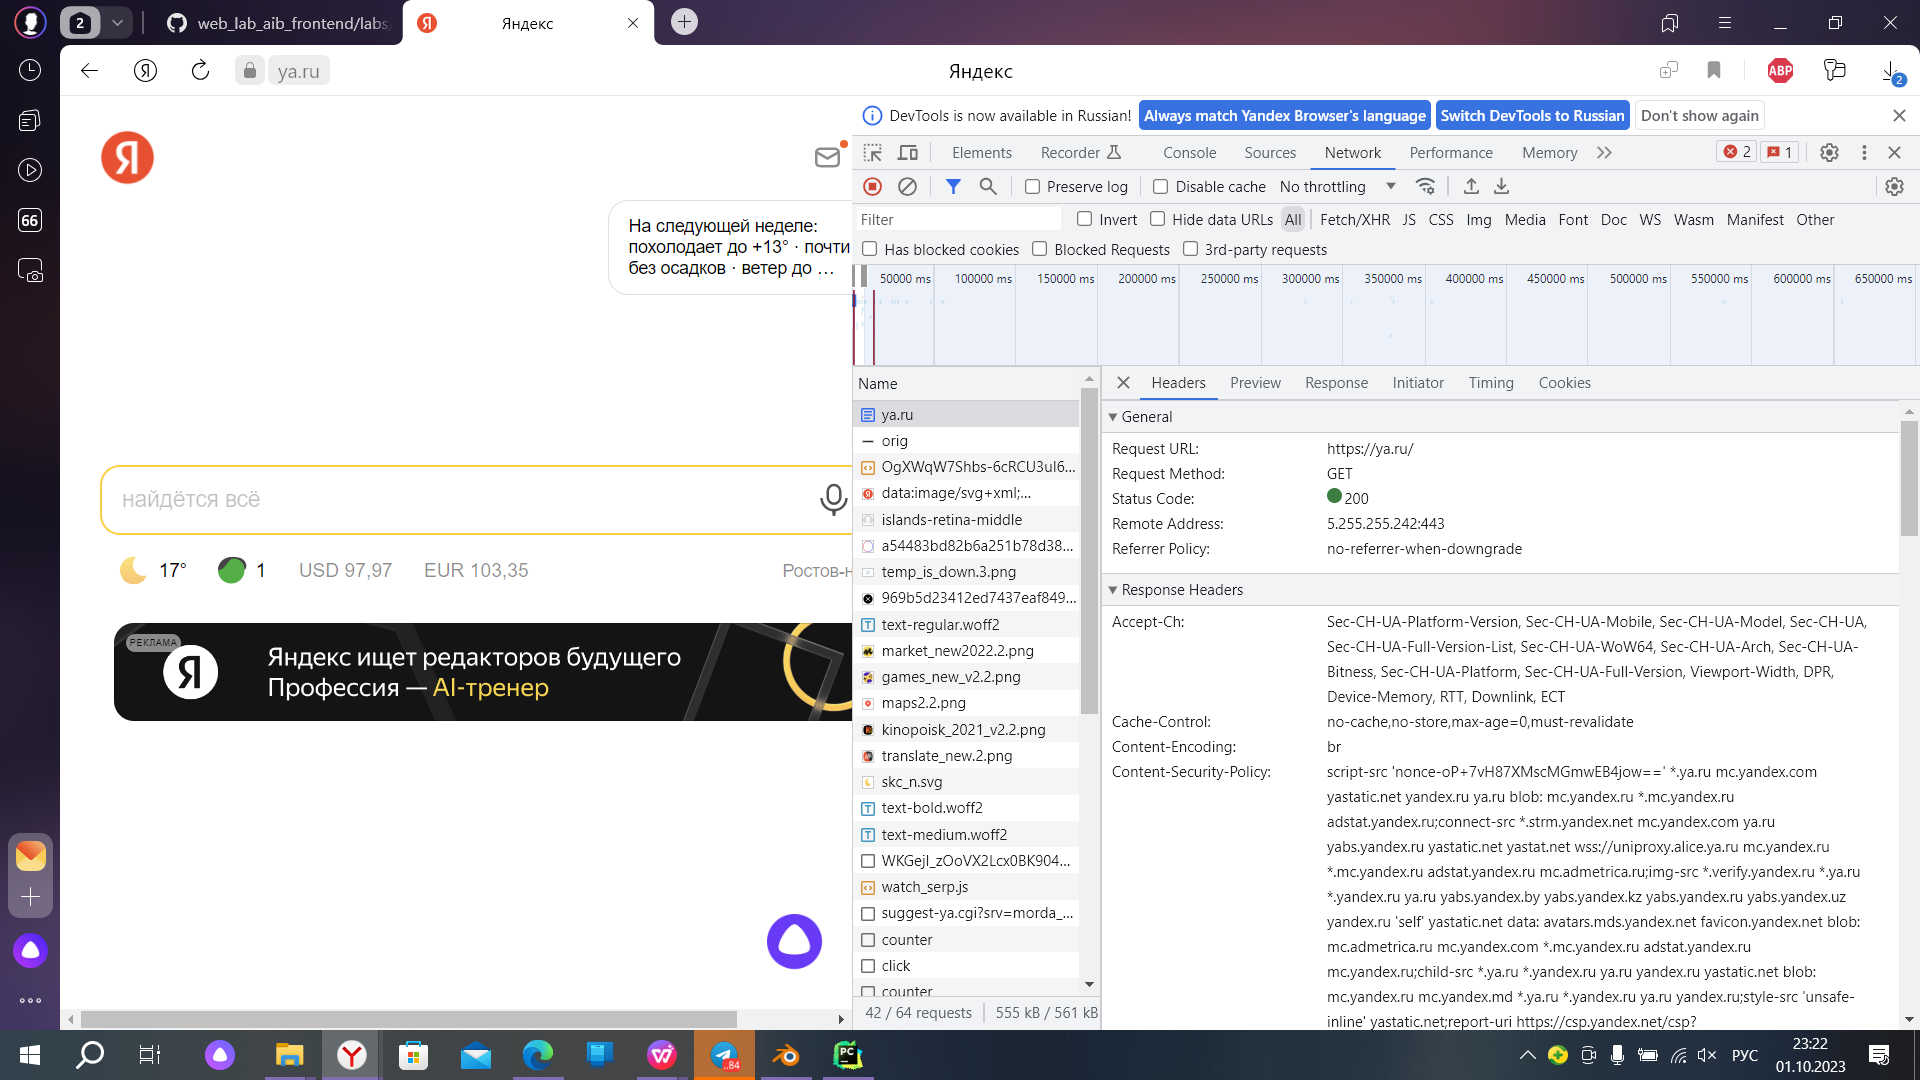 2
web_lab_aib_frontend/labs
Яндекс
ya.ru
Яндекс
ABP
2
66
На следующей неделе:
похолодает до +13° · почти
без осадков · ветер до …
найдётся всё
17°
1
USD 97,97
EUR 103,35
Ростов-н
РЕКЛАМА
Яндекс ищет редакторов будущего
Профессия — AI-тренер
DevTools is now available in Russian!
Always match Yandex Browser's language
Switch DevTools to Russian
Don't show again
Elements
Recorder
Console
Sources
Network
Performance
Memory
2
1
Preserve log
Disable cache
No throttling
Filter
Invert
Hide data URLs
All
Fetch/XHR
JS
CSS
Img
Media
Font
Doc
WS
Wasm
Manifest
Other
Has blocked cookies
Blocked Requests
3rd-party requests
50000 ms
100000 ms
150000 ms
200000 ms
250000 ms
300000 ms
350000 ms
400000 ms
450000 ms
500000 ms
550000 ms
600000 ms
650000 ms
Name
ya.ru
orig
OgXWqW7Shbs-6cRCU3ul6...
data:image/svg+xml;...
islands-retina-middle
a54483bd82b6a251b78d38...
temp_is_down.3.png
969b5d23412ed7437eaf849...
text-regular.woff2
market_new2022.2.png
games_new_v2.2.png
maps2.2.png
kinopoisk_2021_v2.2.png
translate_new.2.png
skc_n.svg
text-bold.woff2
text-medium.woff2
WKGejI_zOoVX2Lcx0BK904...
watch_serp.js
suggest-ya.cgi?srv=morda_...
counter
click
counter
42 / 64 requests
555 kB / 561 kB
Headers
Preview
Response
Initiator
Timing
Cookies
General
Request URL: https://ya.ru/
Request Method: GET
Status Code: 200
Remote Address: 5.255.255.242:443
Referrer Policy: no-referrer-when-downgrade
Response Headers
Accept-Ch: Sec-CH-UA-Platform-Version, Sec-CH-UA-Mobile, Sec-CH-UA-Model, Sec-CH-UA,
Sec-CH-UA-Full-Version-List, Sec-CH-UA-WoW64, Sec-CH-UA-Arch, Sec-CH-UA-
Bitness, Sec-CH-UA-Platform, Sec-CH-UA-Full-Version, Viewport-Width, DPR,
Device-Memory, RTT, Downlink, ECT
Cache-Control: no-cache,no-store,max-age=0,must-revalidate
Content-Encoding: br
Content-Security-Policy: script-src 'nonce-oP+7vH87XMscMGmwEB4jow==' *.ya.ru mc.yandex.com
yastatic.net yandex.ru ya.ru blob: mc.yandex.ru *.mc.yandex.ru
adstat.yandex.ru;connect-src *.strm.yandex.net mc.yandex.com ya.ru
yabs.yandex.ru yastatic.net yastat.net wss://uniproxy.alice.ya.ru mc.yandex.ru
*.mc.yandex.ru adstat.yandex.ru mc.admetrica.ru;img-src *.verify.yandex.ru *.ya.ru
*.yandex.ru ya.ru yabs.yandex.by yabs.yandex.kz yabs.yandex.ru yabs.yandex.uz
yandex.ru 'self' yastatic.net data: avatars.mds.yandex.net favicon.yandex.net blob:
mc.admetrica.ru mc.yandex.com *.mc.yandex.ru adstat.yandex.ru
mc.yandex.ru;child-src *.ya.ru *.yandex.ru ya.ru yandex.ru yastatic.net blob:
mc.yandex.ru mc.yandex.md *.ya.ru *.yandex.ru ya.ru yandex.ru;style-src 'unsafe-
inline' yastatic.net;report-uri https://csp.yandex.net/csp?
..84
PC
РУС
23:22
01.10.2023